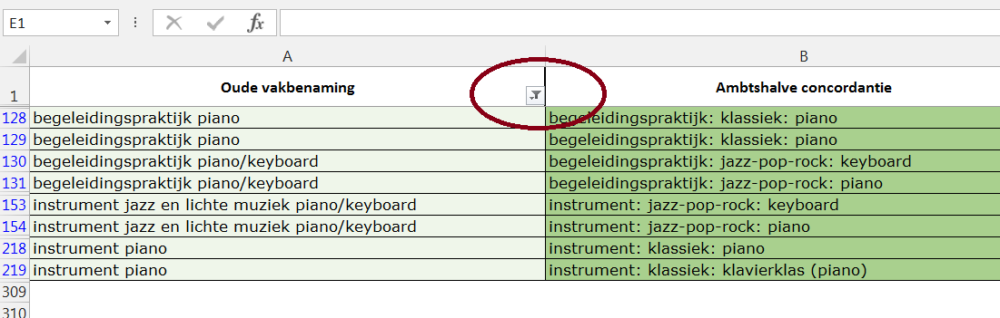 E1 fx
A B
1 Oude vakbenaming Ambtshalve concordantie
128 begeleidingspraktijk piano begeleidingspraktijk: klassiek: piano
129 begeleidingspraktijk piano begeleidingspraktijk: klassiek: piano
130 begeleidingspraktijk piano/keyboard begeleidingspraktijk: jazz-pop-rock: keyboard
131 begeleidingspraktijk piano/keyboard begeleidingspraktijk: jazz-pop-rock: piano
153 instrument jazz en lichte muziek piano/keyboard instrument: jazz-pop-rock: keyboard
154 instrument jazz en lichte muziek piano/keyboard instrument: jazz-pop-rock: piano
218 instrument piano instrument: klassiek: piano
219 instrument piano instrument: klassiek: klavierklas (piano)
309
310